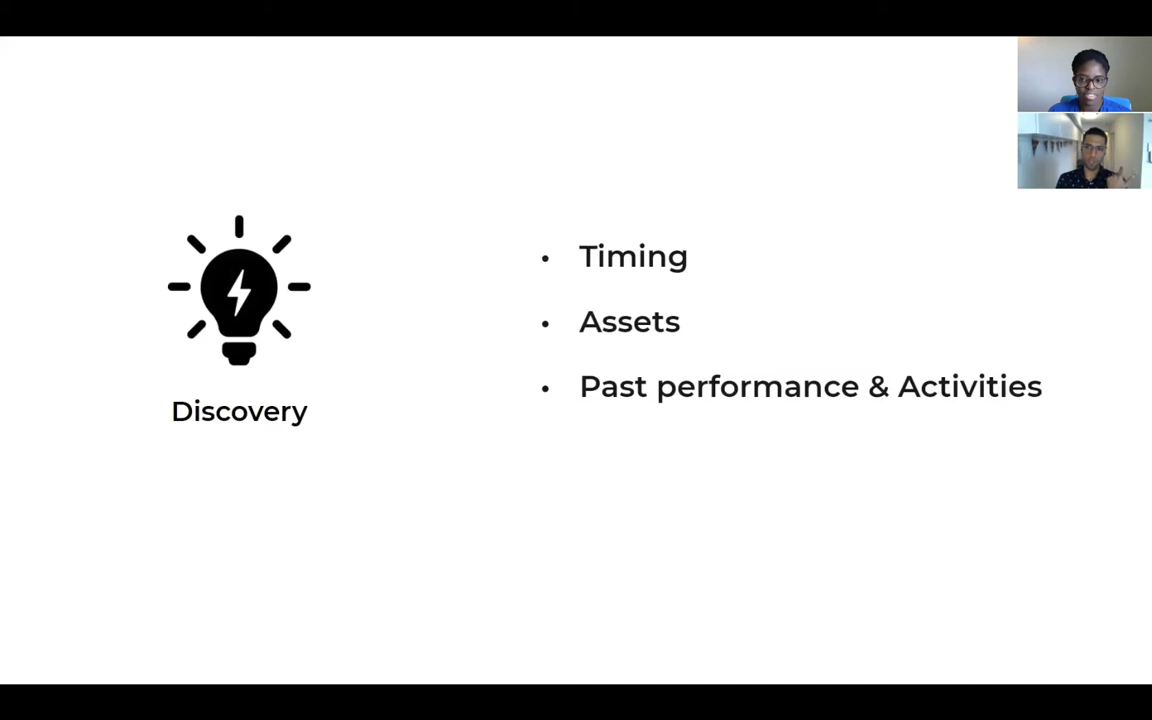 Discovery
• Timing
• Assets
• Past performance & Activities